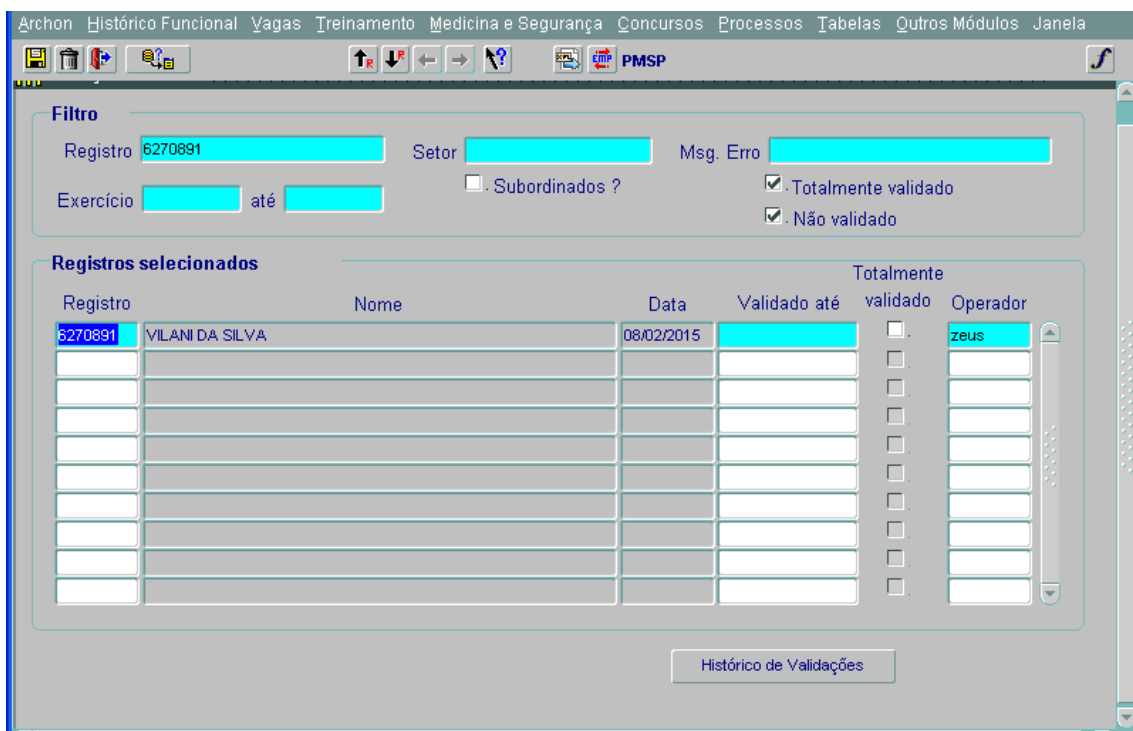 Archon Histórico Funcional Vagas Treinamento Medicina e Segurança Concursos Processos Tabelas Outros Módulos Janela
PMSP
Filtro
Registro 6270891 Setor Msg. Erro
Exercício até . Subordinados ? . Totalmente validado
. Não validado
Registros selecionados
Totalmente
Registro Nome Data Validado até validado Operador
6270891 VILANI DA SILVA 08/02/2015 zeus
Histórico de Validações